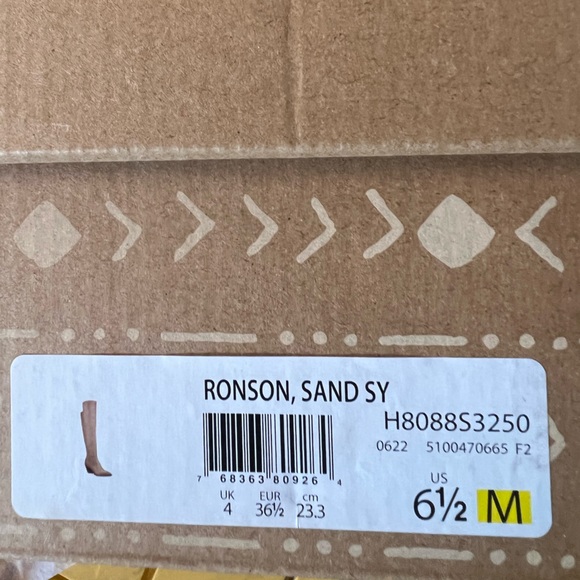 RONSON, SAND SY
H8088S3250
0622 5100470665 F2
7 68363 80926 4
UK EUR cm
4 36½ 23.3
US
6½ M